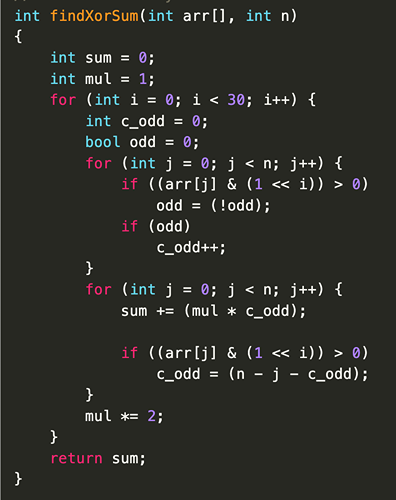 int findXorSum(int arr[], int n)
{
    int sum = 0;
    int mul = 1;
    for (int i = 0; i < 30; i++) {
        int c_odd = 0;
        bool odd = 0;
        for (int j = 0; j < n; j++) {
            if ((arr[j] & (1 << i)) > 0)
                odd = (!odd);
            if (odd)
                c_odd++;
        }
        for (int j = 0; j < n; j++) {
            sum += (mul * c_odd);

            if ((arr[j] & (1 << i)) > 0)
                c_odd = (n - j - c_odd);
        }
        mul *= 2;
    }
    return sum;
}